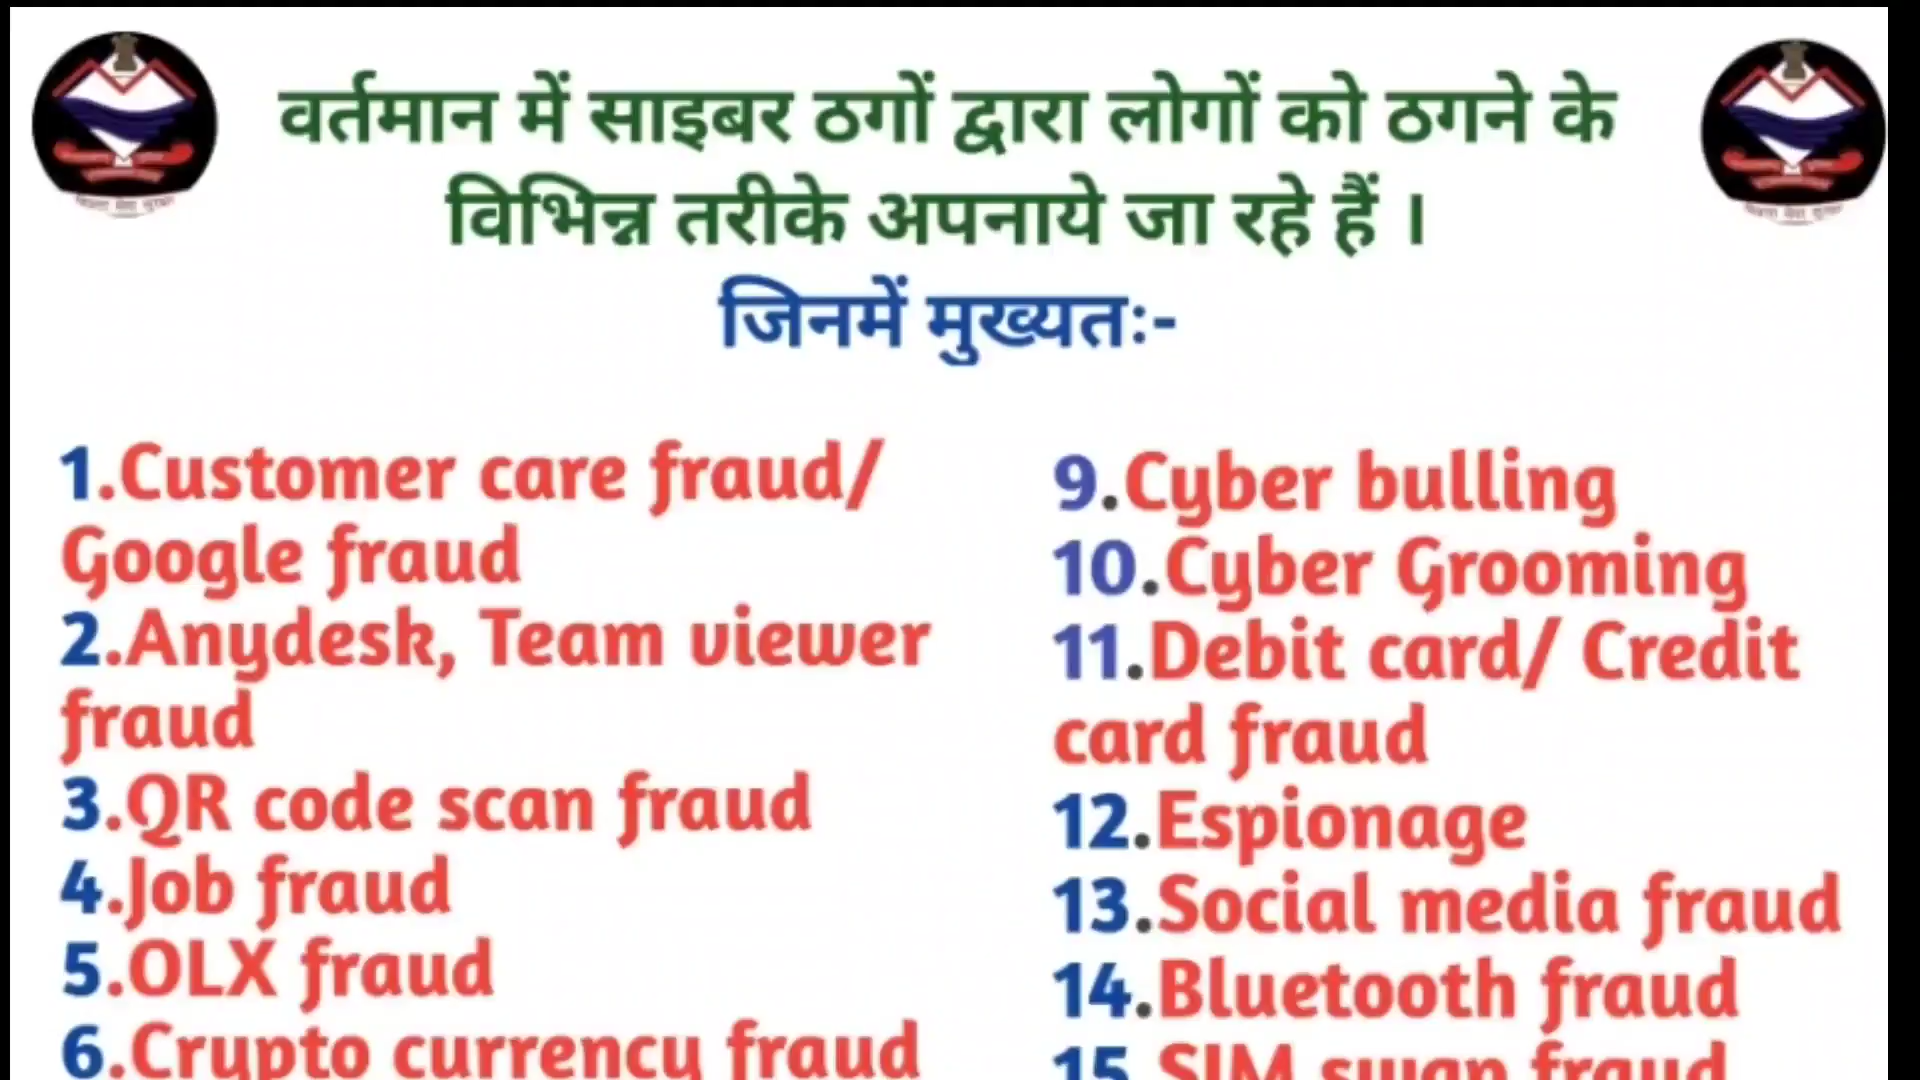 वर्तमान में साइबर ठगों द्वारा लोगों को ठगने के
विभिन्न तरीके अपनाये जा रहे हैं ।
जिनमें मुख्यतः-
1.Customer care fraud/
Google fraud
2.Anydesk, Team viewer
fraud
3.QR code scan fraud
4.Job fraud
5.OLX fraud
6.Crypto currency fraud
9.Cyber bulling
10.Cyber Grooming
11.Debit card/ Credit
card fraud
12.Espionage
13.Social media fraud
14.Bluetooth fraud
15.SIM swap fraud